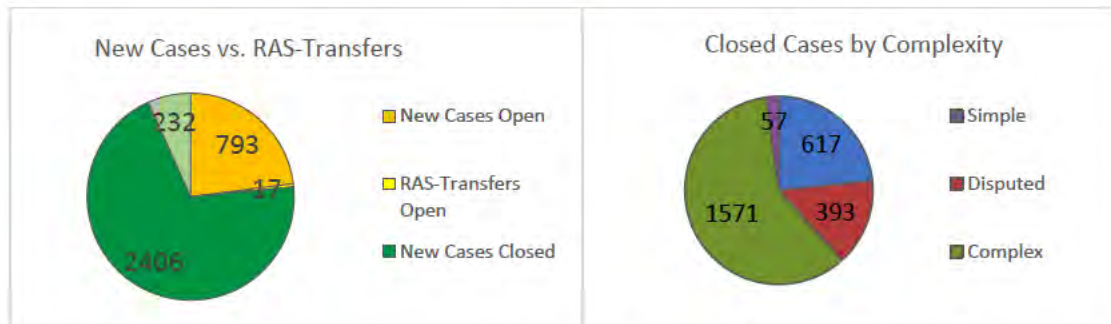 New Cases vs. RAS-Transfers
232
793
17
2406
New Cases Open
RAS-Transfers
Open
New Cases Closed
Closed Cases by Complexity
57
617
1571
393
Simple
Disputed
Complex